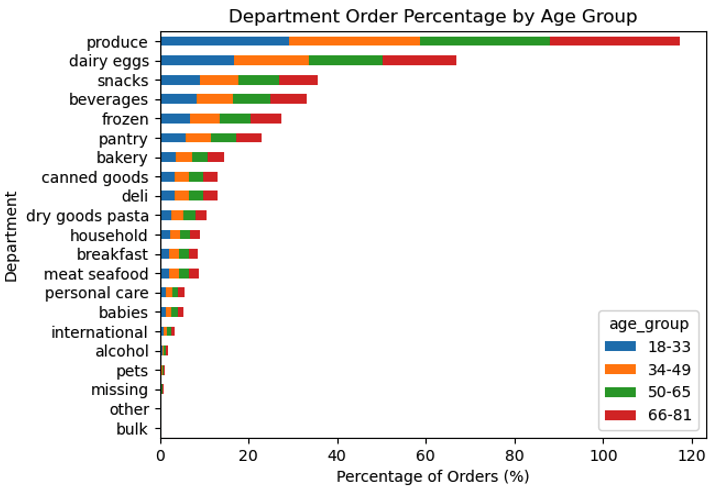 Department Order Percentage by Age Group
Department
produce
dairy eggs
snacks
beverages
frozen
pantry
bakery
canned goods
deli
dry goods pasta
household
breakfast
meat seafood
personal care
babies
international
alcohol
pets
missing
other
bulk
age_group
18-33
34-49
50-65
66-81
0 20 40 60 80 100 120
Percentage of Orders (%)